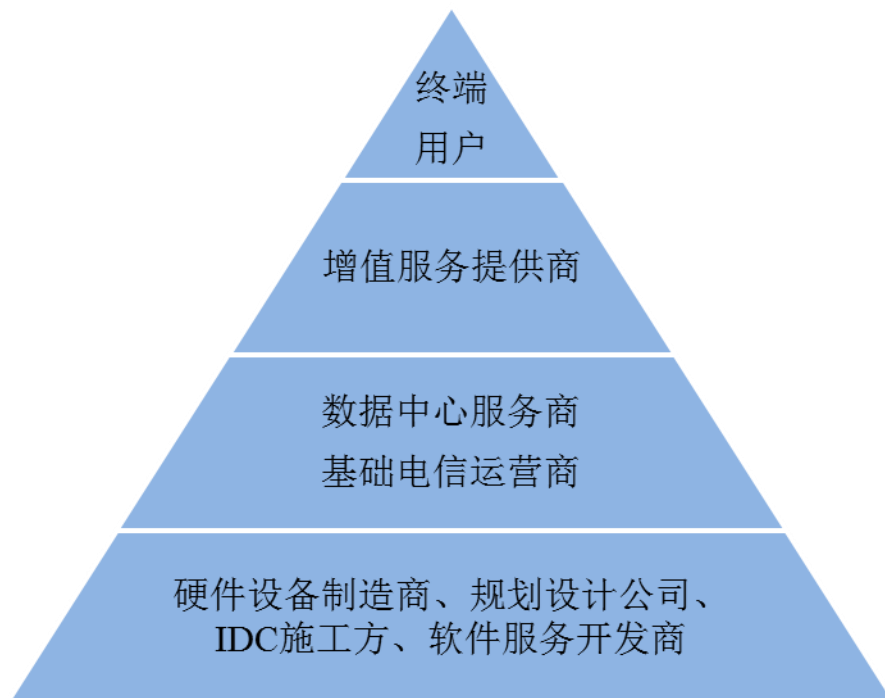 终端
用户
增值服务提供商
数据中心服务商
基础电信运营商
硬件设备制造商、规划设计公司、
IDC施工方、软件服务开发商